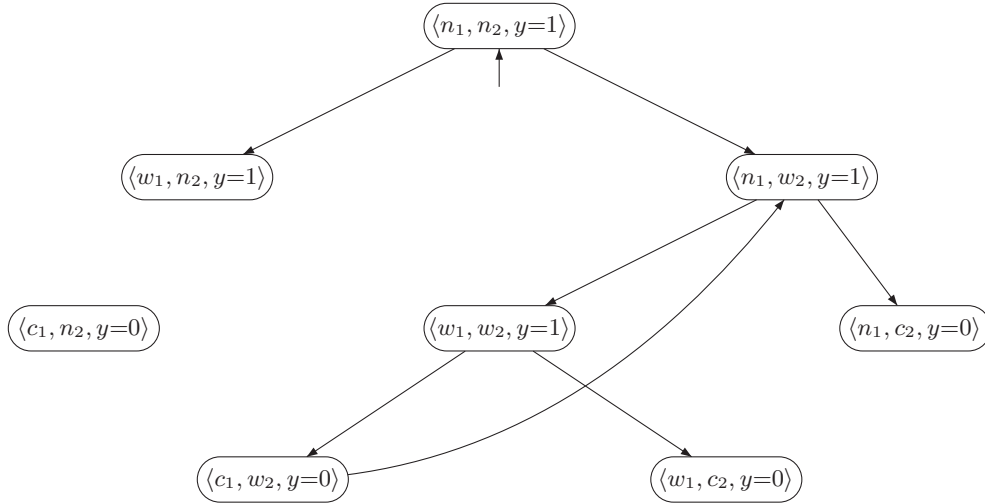 ⟨n₁, n₂, y=1⟩
⟨w₁, n₂, y=1⟩
⟨n₁, w₂, y=1⟩
⟨c₁, n₂, y=0⟩
⟨w₁, w₂, y=1⟩
⟨n₁, c₂, y=0⟩
⟨c₁, w₂, y=0⟩
⟨w₁, c₂, y=0⟩